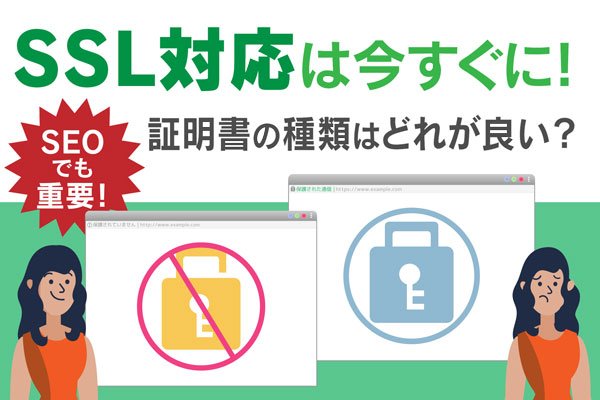 SSL対応は今すぐに!
SEO
でも
重要!
証明書の種類はどれが良い?
保護された通信 | https://www.example.com
保護されていません | http://www.example.com